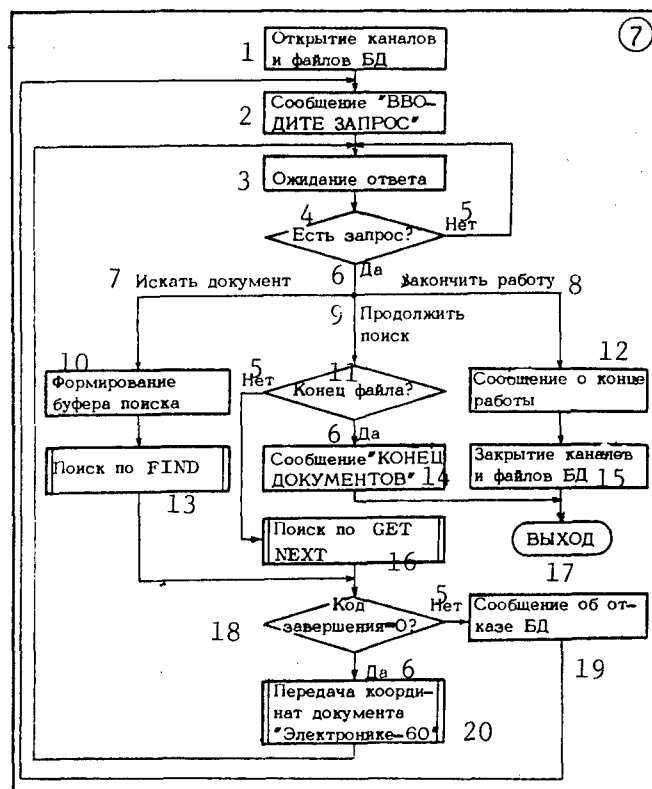 7
1
Открытие каналов
и файлов БД
2
Сообщение "ВВО-
ДИТЕ ЗАПРОС"
3
Ожидание ответа
4
5
Есть запрос?
Нет
6
Да
7
Искать документ
Закончить работу
8
9
Продолжить
поиск
10
Формирование
буфера поиска
5
Нет
11
Конец файла?
12
Сообщение о конце
работы
6
Да
Поиск по FIND
13
Сообщение "КОНЕЦ
ДОКУМЕНТОВ"
14
Закрытие каналов
и файлов БД
15
Поиск по GET
NEXT
16
ВЫХОД
17
18
Код
завершения=0?
5
Нет
Сообщение об от-
казе БД
19
Да
6
Передача коорди-
нат документа
"Электронике-60"
20